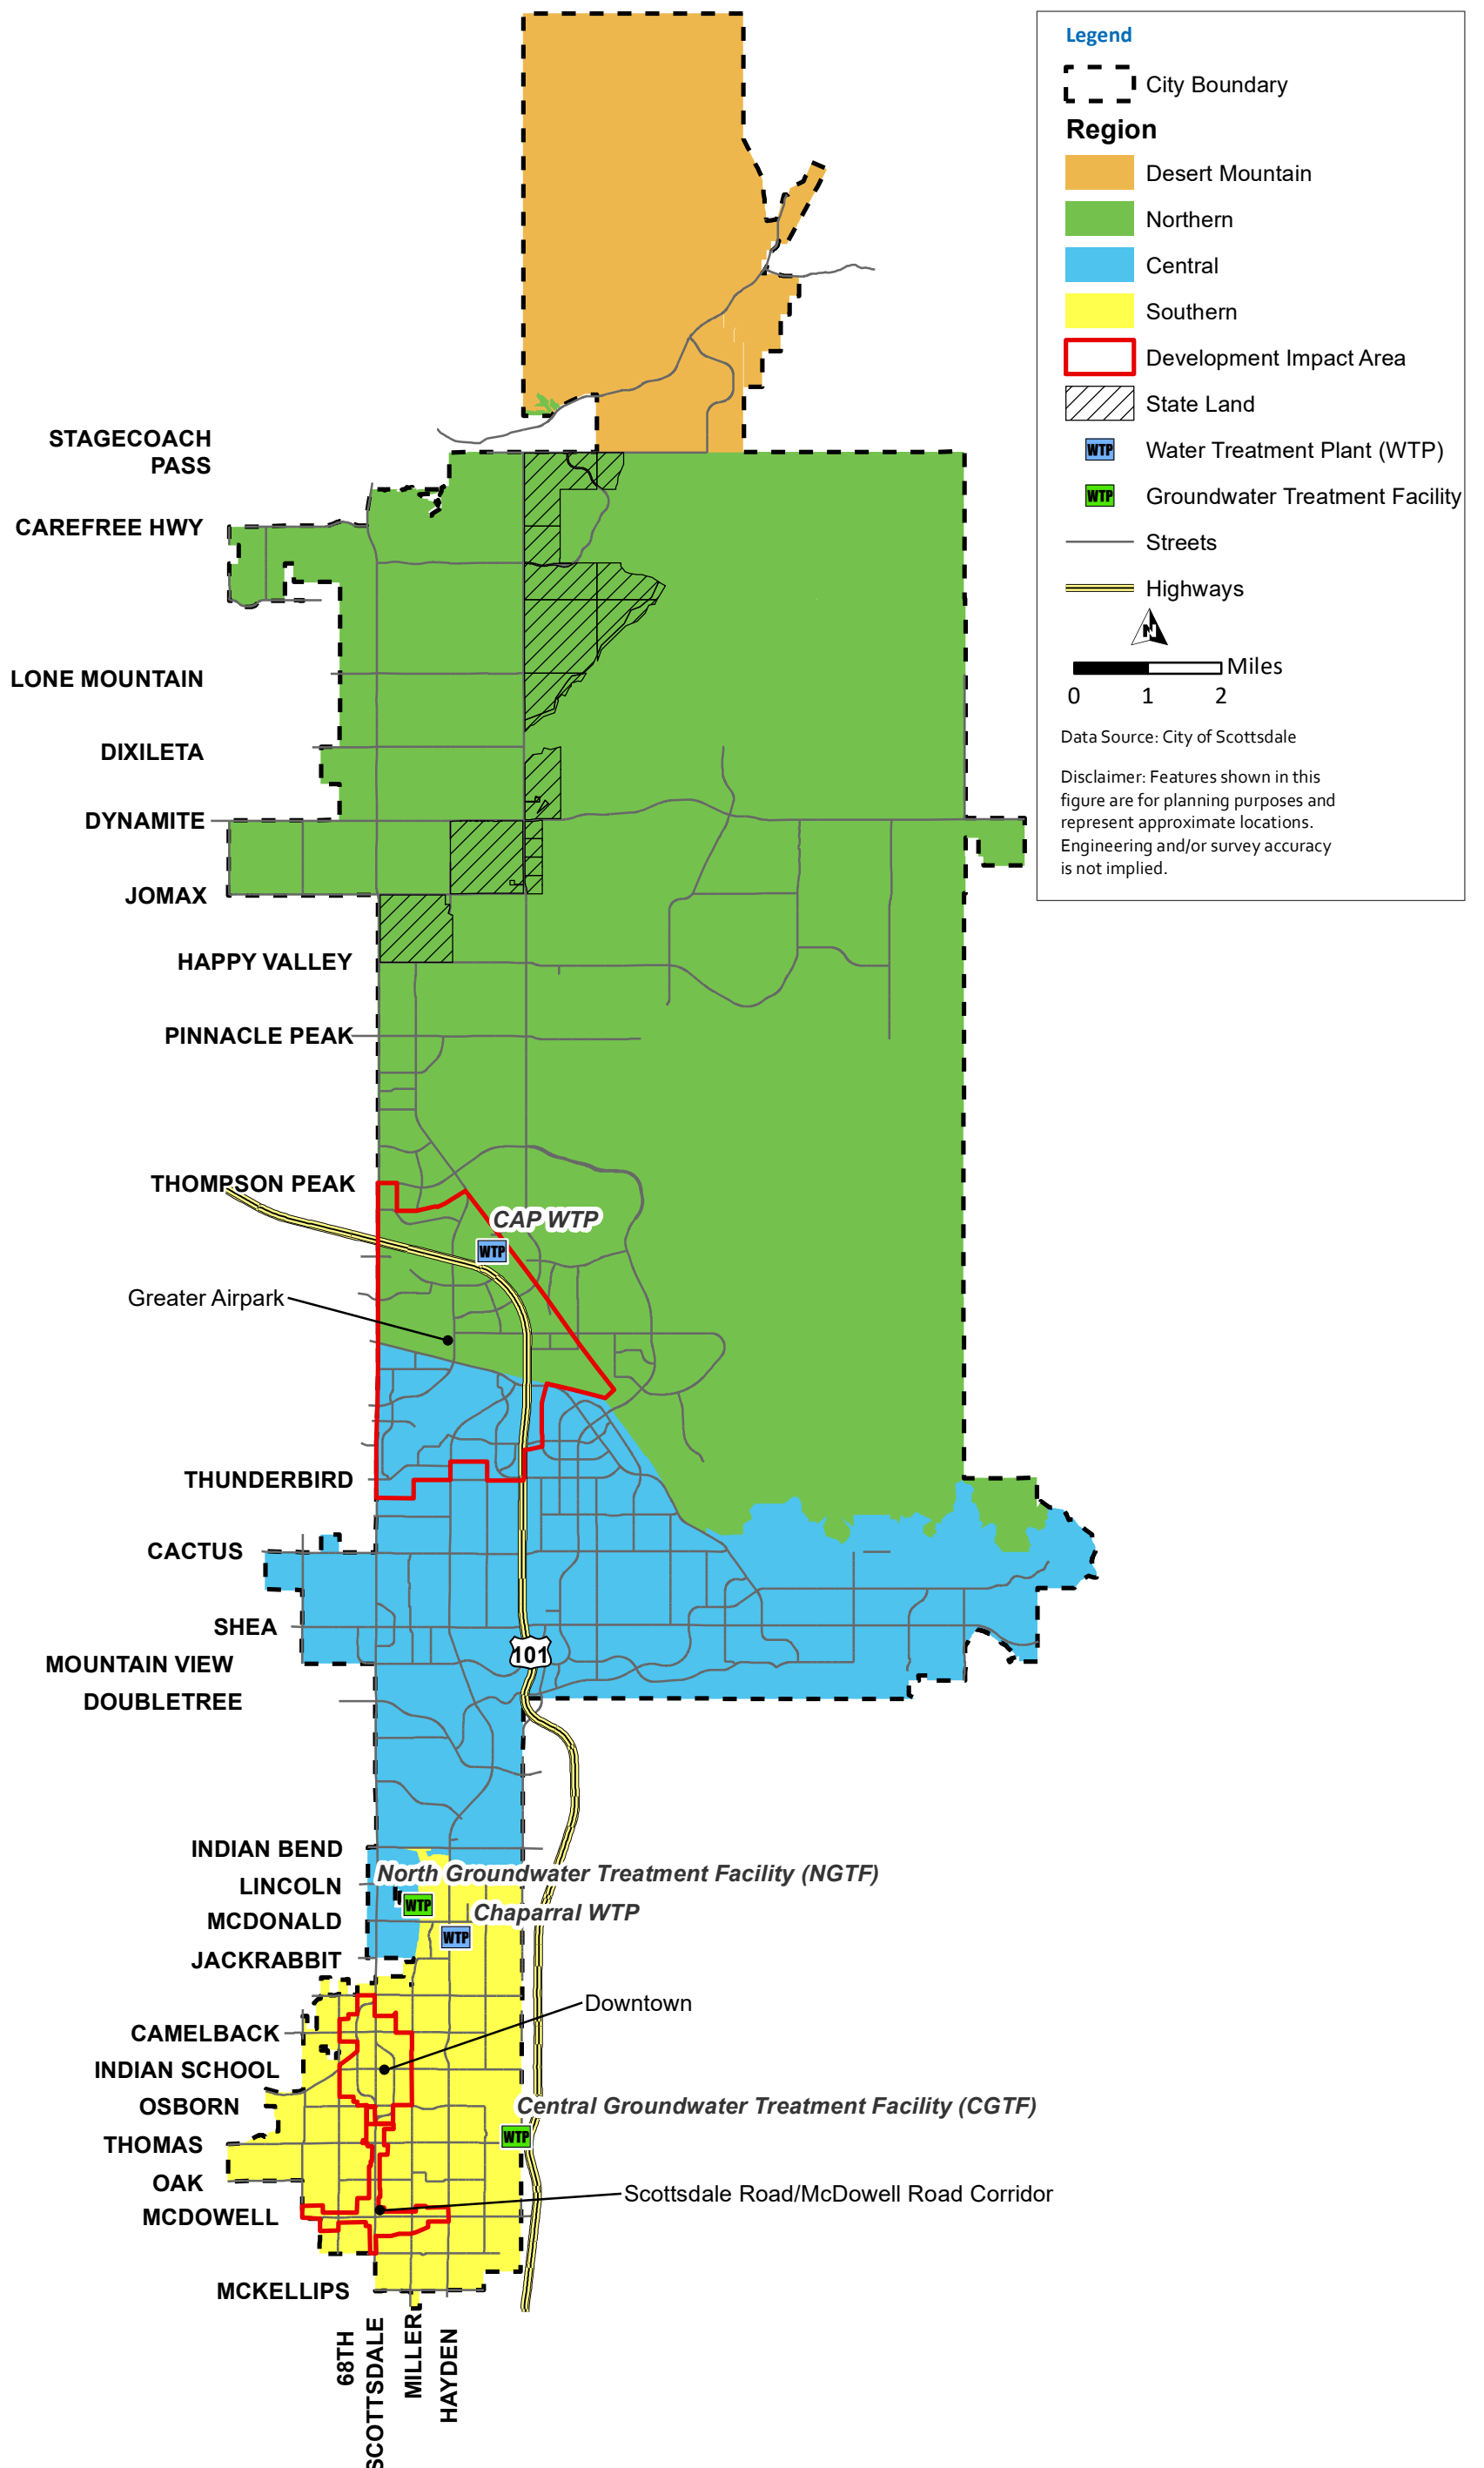 Legend
City Boundary
Region
Desert Mountain
Northern
Central
Southern
Development Impact Area
State Land
WTP Water Treatment Plant (WTP)
WTP Groundwater Treatment Facility
Streets
Highways
N
Miles
0 1 2
Data Source: City of Scottsdale
Disclaimer: Features shown in this
figure are for planning purposes and
represent approximate locations.
Engineering and/or survey accuracy
is not implied.
STAGECOACH
PASS
CAREFREE HWY
LONE MOUNTAIN
DIXILETA
DYNAMITE
JOMAX
HAPPY VALLEY
PINNACLE PEAK
THOMPSON PEAK
CAP WTP
WTP
Greater Airpark
THUNDERBIRD
CACTUS
SHEA
101
MOUNTAIN VIEW
DOUBLETREE
INDIAN BEND
North Groundwater Treatment Facility (NGTF)
LINCOLN
WTP
MCDONALD
Chaparral WTP
WTP
JACKRABBIT
Downtown
CAMELBACK
INDIAN SCHOOL
OSBORN
Central Groundwater Treatment Facility (CGTF)
WTP
THOMAS
OAK
Scottsdale Road/McDowell Road Corridor
MCDOWELL
MCKELLIPS
68TH
SCOTTSDALE
MILLER
HAYDEN